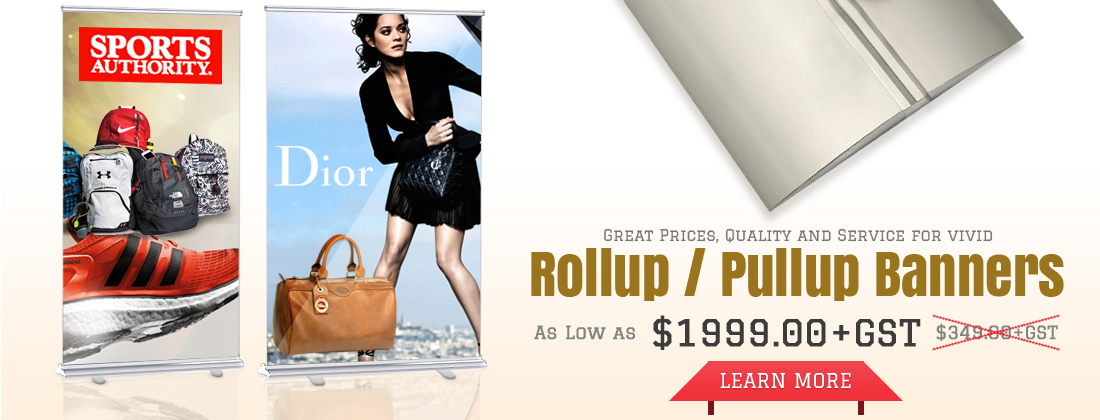 SPORTS
AUTHORITY.
Dior
GREAT PRICES, QUALITY AND SERVICE FOR VIVID
Rollup / Pullup Banners
AS LOW AS $1999.00+GST $349.00+GST
LEARN MORE